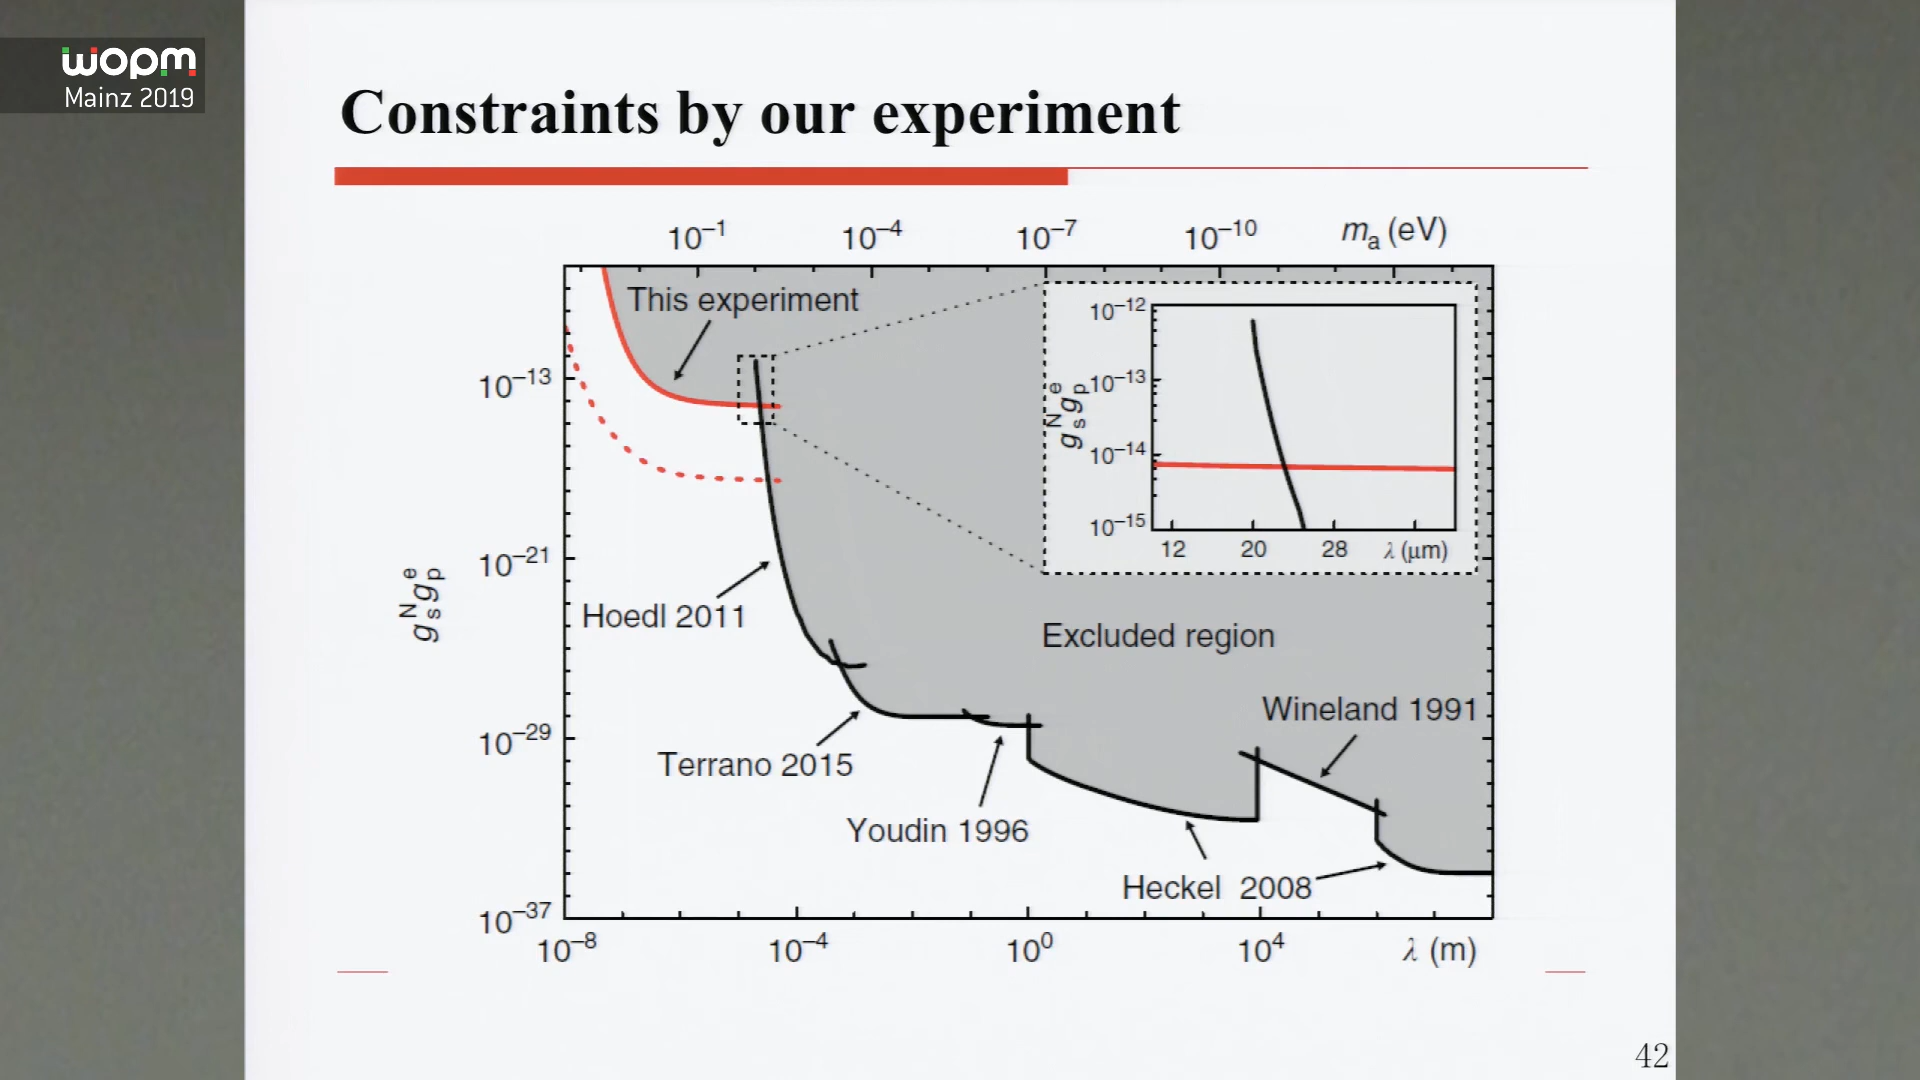 wopm
Mainz 2019
Constraints by our experiment
10⁻¹ 10⁻⁴ 10⁻⁷ 10⁻¹⁰ mₐ (eV)
This experiment
10⁻¹³
10⁻²¹
10⁻²⁹
10⁻³⁷
g_s^N g_p^e
10⁻¹²
10⁻¹³
10⁻¹⁴
10⁻¹⁵
g_s^N g_p^e
12 20 28 λ (μm)
Hoedl 2011
Excluded region
Wineland 1991
Terrano 2015
Youdin 1996
Heckel 2008
10⁻⁸ 10⁻⁴ 10⁰ 10⁴ λ (m)
42